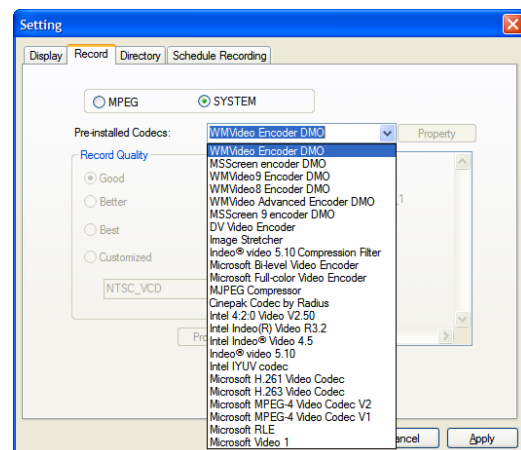 Setting
Display Record Directory Schedule Recording
MPEG SYSTEM
Pre-installed Codecs: WMVideo Encoder DMO Property
Record Quality
Good
Better
Best
Customized
NTSC_VCD
WMVideo Encoder DMO
MSScreen encoder DMO
WMVideo9 Encoder DMO
WMVideo8 Encoder DMO
WMVideo Advanced Encoder DMO
MSScreen 9 encoder DMO
DV Video Encoder
Image Stretcher
Indeo® video 5.10 Compression Filter
Microsoft Bi-level Video Encoder
Microsoft Full-color Video Encoder
MJPEG Compressor
Cinepak Codec by Radius
Intel 4:2:0 Video V2.50
Intel Indeo(R) Video R3.2
Intel Indeo® Video 4.5
Indeo® video 5.10
Intel IYUV codec
Microsoft H.261 Video Codec
Microsoft H.263 Video Codec
Microsoft MPEG-4 Video Codec V2
Microsoft MPEG-4 Video Codec V1
Microsoft RLE
Microsoft Video 1
Apply